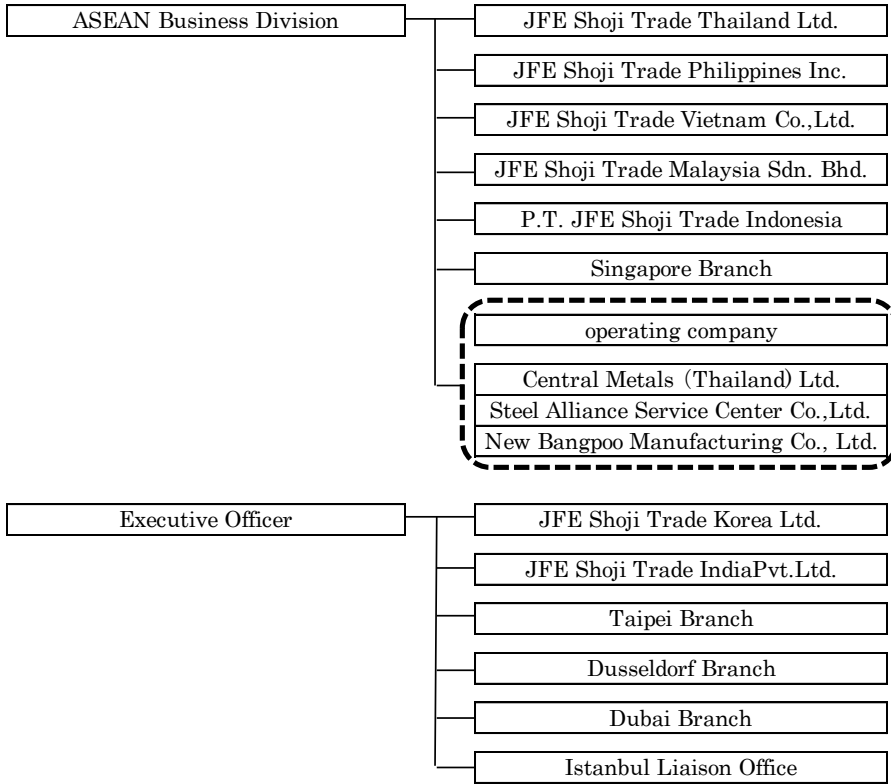 ASEAN Business Division
JFE Shoji Trade Thailand Ltd.
JFE Shoji Trade Philippines Inc.
JFE Shoji Trade Vietnam Co.,Ltd.
JFE Shoji Trade Malaysia Sdn. Bhd.
P.T. JFE Shoji Trade Indonesia
Singapore Branch
operating company
Central Metals (Thailand) Ltd.
Steel Alliance Service Center Co.,Ltd.
New Bangpoo Manufacturing Co., Ltd.
Executive Officer
JFE Shoji Trade Korea Ltd.
JFE Shoji Trade IndiaPvt.Ltd.
Taipei Branch
Dusseldorf Branch
Dubai Branch
Istanbul Liaison Office